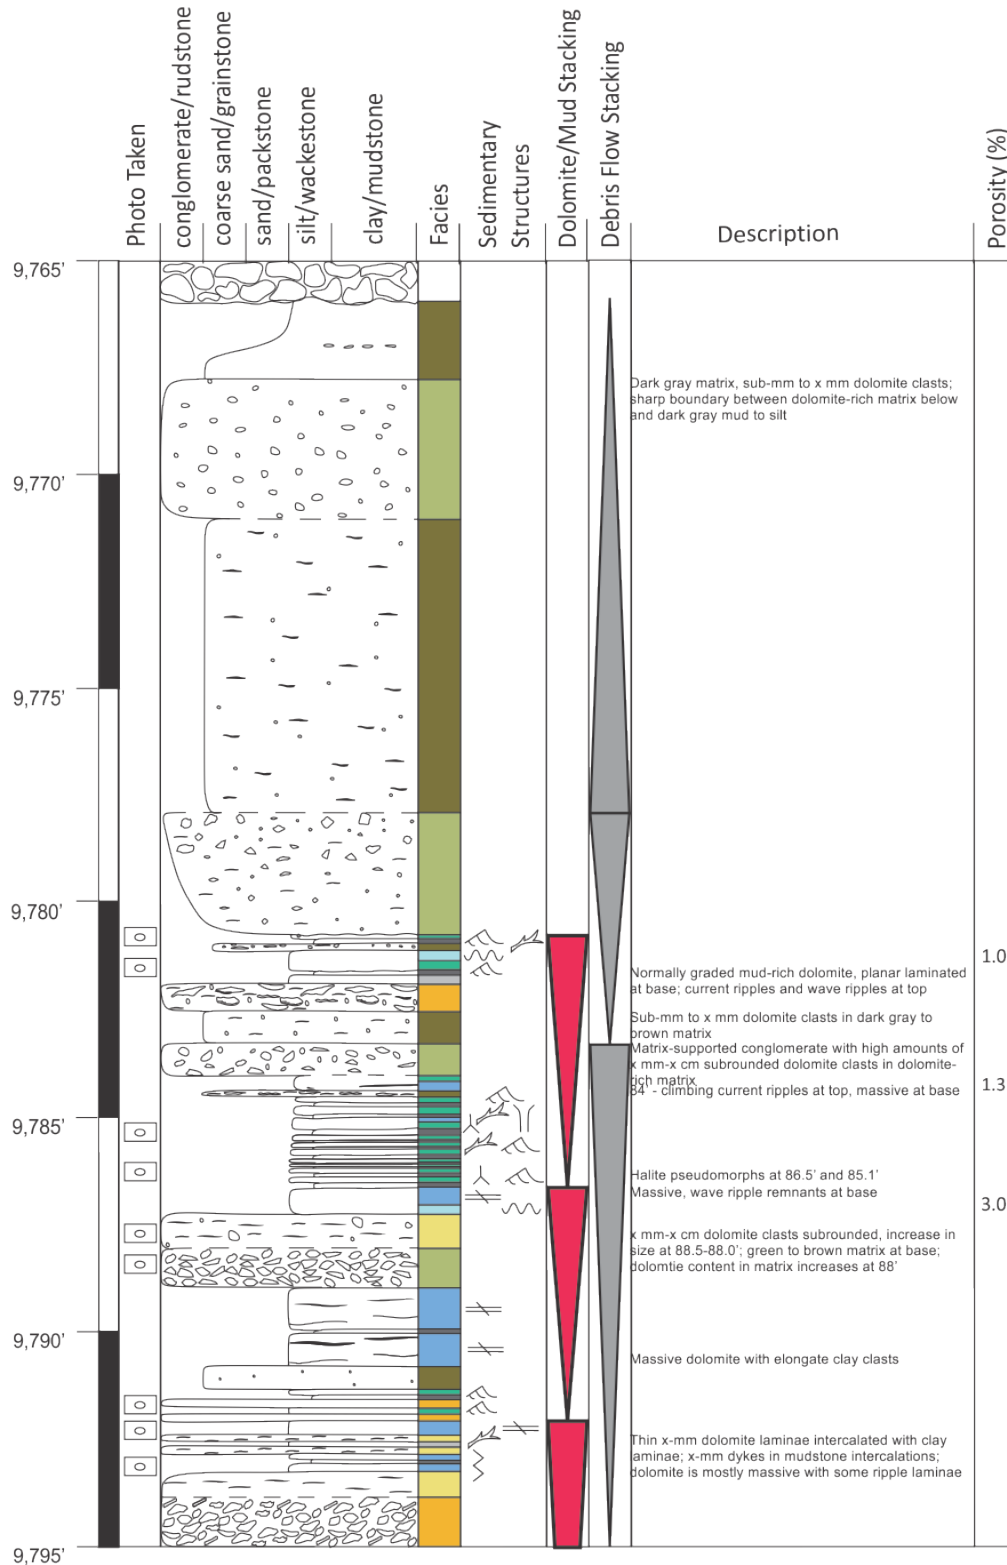 Photo Taken
conglomerate/rudstone
coarse sand/grainstone
sand/packstone
silt/wackestone
clay/mudstone
Facies
Sedimentary
Structures
Dolomite/Mud Stacking
Debris Flow Stacking
Description
Porosity (%)
9,765'
Dark gray matrix, sub-mm to x mm dolomite clasts;
sharp boundary between dolomite-rich matrix below
and dark gray mud to silt
9,770'
9,775'
9,780'
1.0
Normally graded mud-rich dolomite, planar laminated
at base; current ripples and wave ripples at top
Sub-mm to x mm dolomite clasts in dark gray to
brown matrix
Matrix-supported conglomerate with high amounts of
x mm-x cm subrounded dolomite clasts in dolomite-
rich matrix
1.3
84' - climbing current ripples at top, massive at base
9,785'
Halite pseudomorphs at 86.5' and 85.1'
Massive, wave ripple remnants at base
3.0
x mm-x cm dolomite clasts subrounded, increase in
size at 88.5-88.0'; green to brown matrix at base;
dolomtie content in matrix increases at 88'
9,790'
Massive dolomite with elongate clay clasts
Thin x-mm dolomite laminae intercalated with clay
laminae; x-mm dykes in mudstone intercalations;
dolomite is mostly massive with some ripple laminae
9,795'